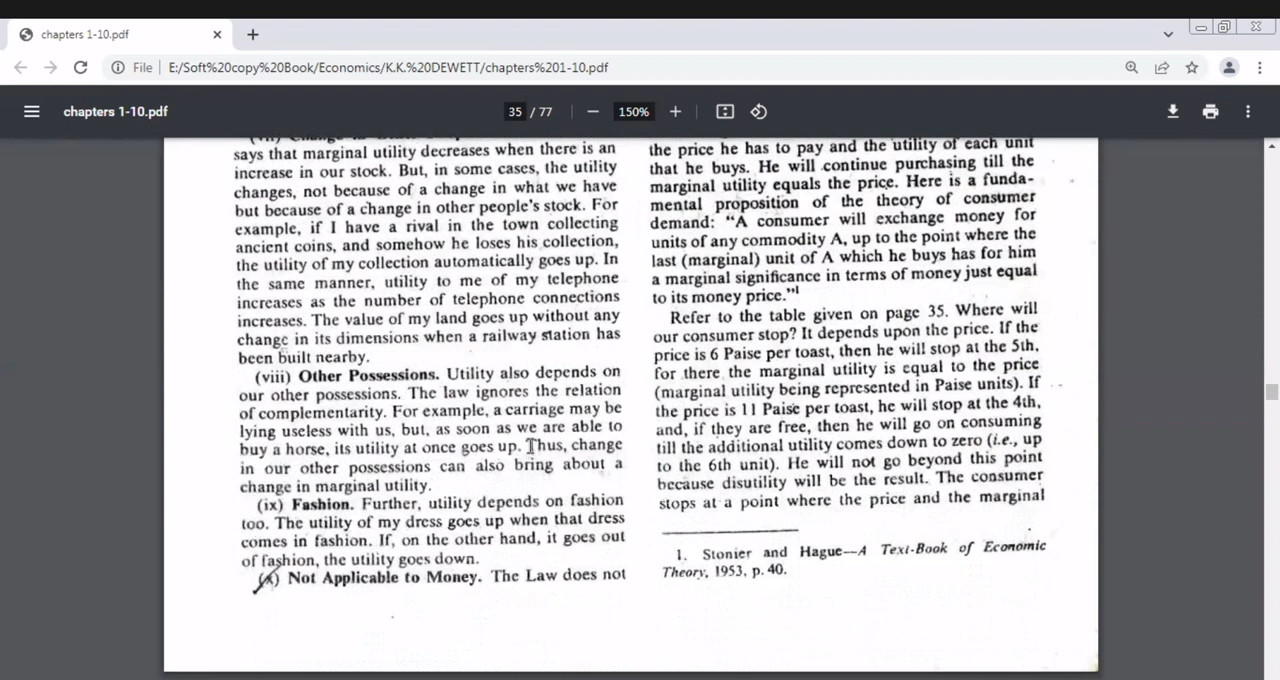 chapters 1-10.pdf
File | E:/Soft%20copy%20Book/Economics/K.K.%20DEWETT/chapters%201-10.pdf
chapters 1-10.pdf
35 / 77
150%
says that marginal utility decreases when there is an
increase in our stock. But, in some cases, the utility
changes, not because of a change in what we have
but because of a change in other people's stock. For
example, if I have a rival in the town collecting
ancient coins, and somehow he loses his collection,
the utility of my collection automatically goes up. In
the same manner, utility to me of my telephone
increases as the number of telephone connections
increases. The value of my land goes up without any
change in its dimensions when a railway station has
been built nearby.
(viii) Other Possessions. Utility also depends on
our other possessions. The law ignores the relation
of complementarity. For example, a carriage may be
lying useless with us, but, as soon as we are able to
buy a horse, its utility at once goes up. Thus, change
in our other possessions can also bring about a
change in marginal utility.
(ix) Fashion. Further, utility depends on fashion
too. The utility of my dress goes up when that dress
comes in fashion. If, on the other hand, it goes out
of fashion, the utility goes down.
(x) Not Applicable to Money. The Law does not
the price he has to pay and the utility of each unit
that he buys. He will continue purchasing till the
marginal utility equals the price. Here is a funda-
mental proposition of the theory of consumer
demand: "A consumer will exchange money for
units of any commodity A, up to the point where the
last (marginal) unit of A which he buys has for him
a marginal significance in terms of money just equal
to its money price."1
Refer to the table given on page 35. Where will
our consumer stop? It depends upon the price. If the
price is 6 Paise per toast, then he will stop at the 5th,
for there the marginal utility is equal to the price
(marginal utility being represented in Paise units). If
the price is 11 Paise per toast, he will stop at the 4th,
and, if they are free, then he will go on consuming
till the additional utility comes down to zero (i.e., up
to the 6th unit). He will not go beyond this point
because disutility will be the result. The consumer
stops at a point where the price and the marginal
1. Stonier and Hague—A Text-Book of Economic
Theory, 1953, p. 40.